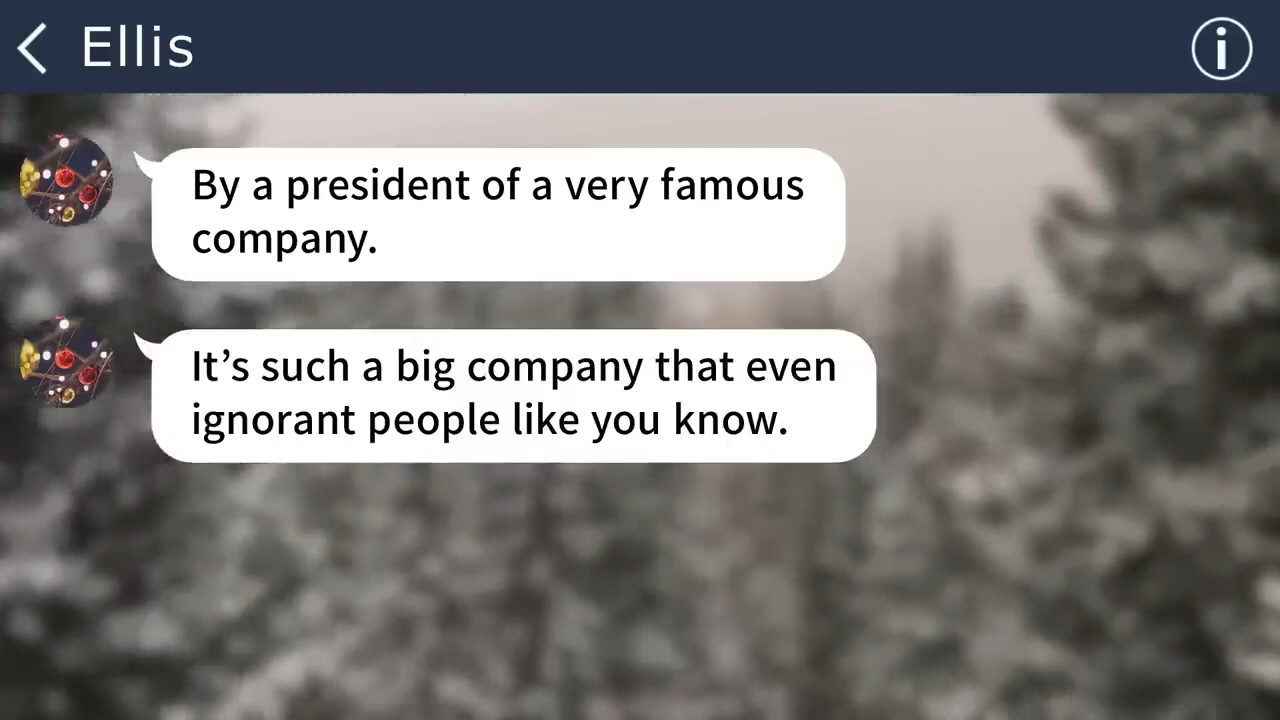 Ellis
By a president of a very famous
company.
It’s such a big company that even
ignorant people like you know.